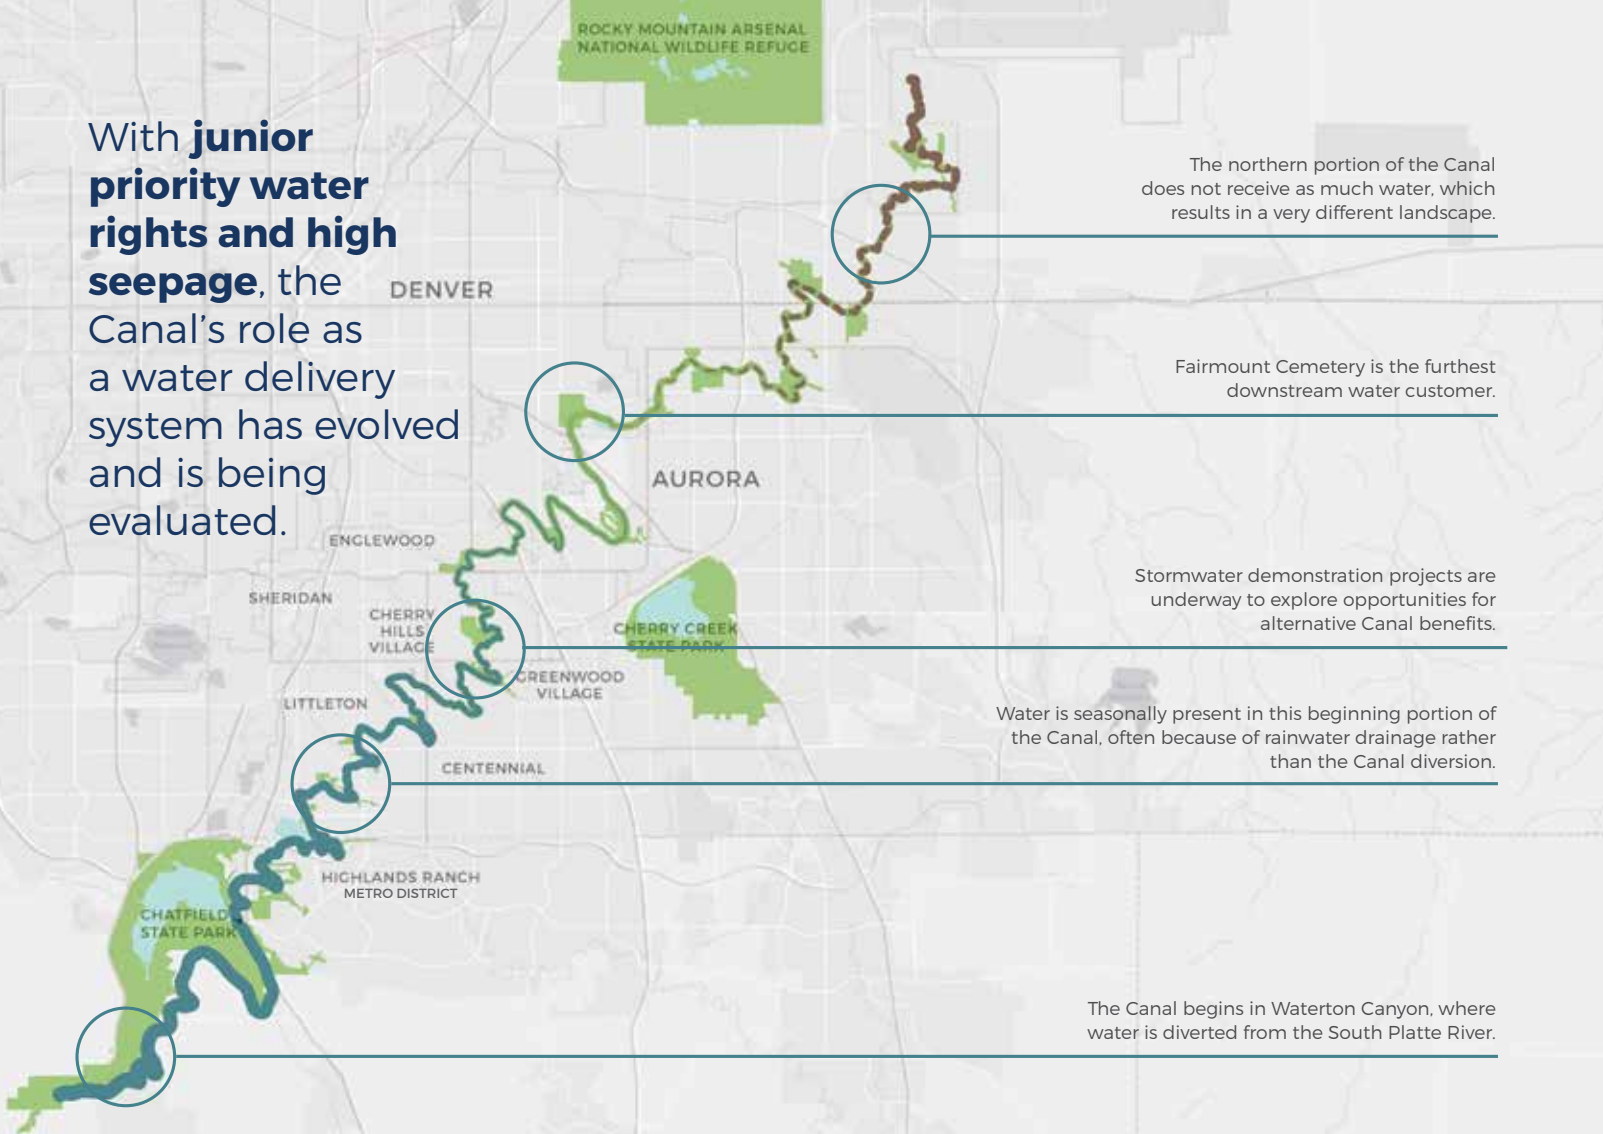 ROCKY MOUNTAIN ARSENAL
NATIONAL WILDLIFE REFUGE
With junior
priority water
rights and high
seepage, the
Canal’s role as
a water delivery
system has evolved
and is being
evaluated.
The northern portion of the Canal
does not receive as much water, which
results in a very different landscape.
DENVER
Fairmount Cemetery is the furthest
downstream water customer.
AURORA
ENGLEWOOD
SHERIDAN
CHERRY
HILLS
VILLAGE
CHERRY CREEK
STATE PARK
Stormwater demonstration projects are
underway to explore opportunities for
alternative Canal benefits.
GREENWOOD
VILLAGE
LITTLETON
Water is seasonally present in this beginning portion of
the Canal, often because of rainwater drainage rather
than the Canal diversion.
CENTENNIAL
HIGHLANDS RANCH
METRO DISTRICT
CHATFIELD
STATE PARK
The Canal begins in Waterton Canyon, where
water is diverted from the South Platte River.